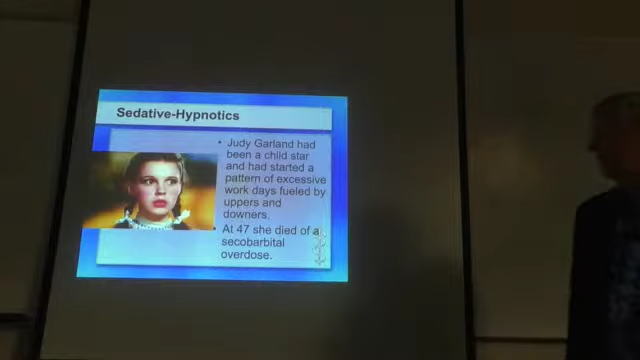 Sedative-Hypnotics
• Judy Garland had
been a child star
and had started a
pattern of excessive
work days fueled by
uppers and
downers.
• At 47 she died of a
secobarbital
overdose.